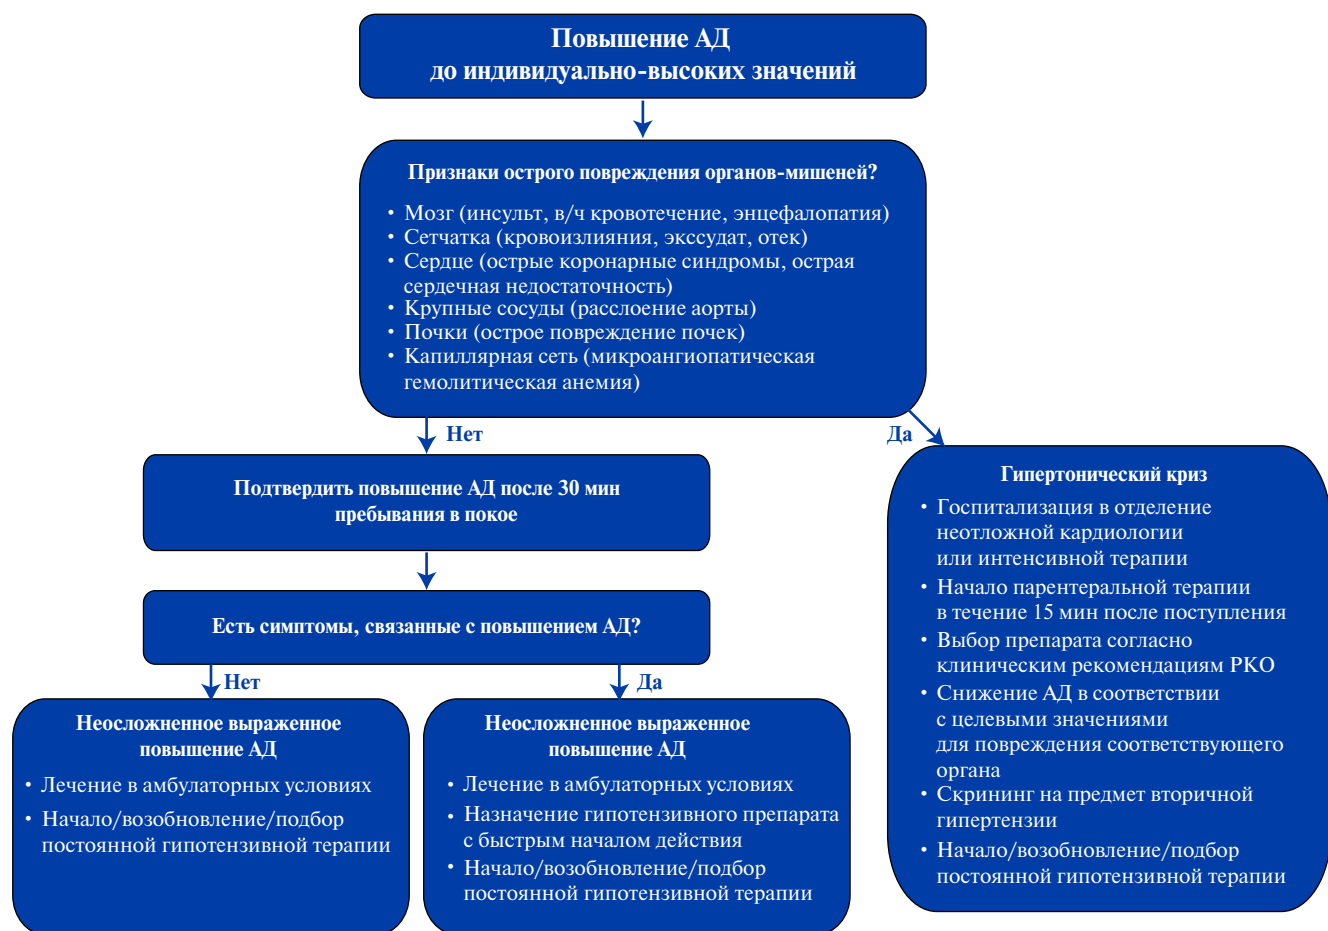 Повышение АД
до индивидуально-высоких значений
Признаки острого повреждения органов-мишеней?
• Мозг (инсульт, в/ч кровотечение, энцефалопатия)
• Сетчатка (кровоизлияния, экссудат, отек)
• Сердце (острые коронарные синдромы, острая
сердечная недостаточность)
• Крупные сосуды (расслоение аорты)
• Почки (острое повреждение почек)
• Капиллярная сеть (микроангиопатическая
гемолитическая анемия)
Нет
Да
Подтвердить повышение АД после 30 мин
пребывания в покое
Есть симптомы, связанные с повышением АД?
Нет
Да
Неосложненное выраженное
повышение АД
• Лечение в амбулаторных условиях
• Начало/возобновление/подбор
постоянной гипотензивной терапии
Неосложненное выраженное
повышение АД
• Лечение в амбулаторных условиях
• Назначение гипотензивного препарата
с быстрым началом действия
• Начало/возобновление/подбор
постоянной гипотензивной терапии
Гипертонический криз
• Госпитализация в отделение
неотложной кардиологии
или интенсивной терапии
• Начало парентеральной терапии
в течение 15 мин после поступления
• Выбор препарата согласно
клиническим рекомендациям РКО
• Снижение АД в соответствии
с целевыми значениями
для повреждения соответствующего
органа
• Скрининг на предмет вторичной
гипертензии
• Начало/возобновление/подбор
постоянной гипотензивной терапии